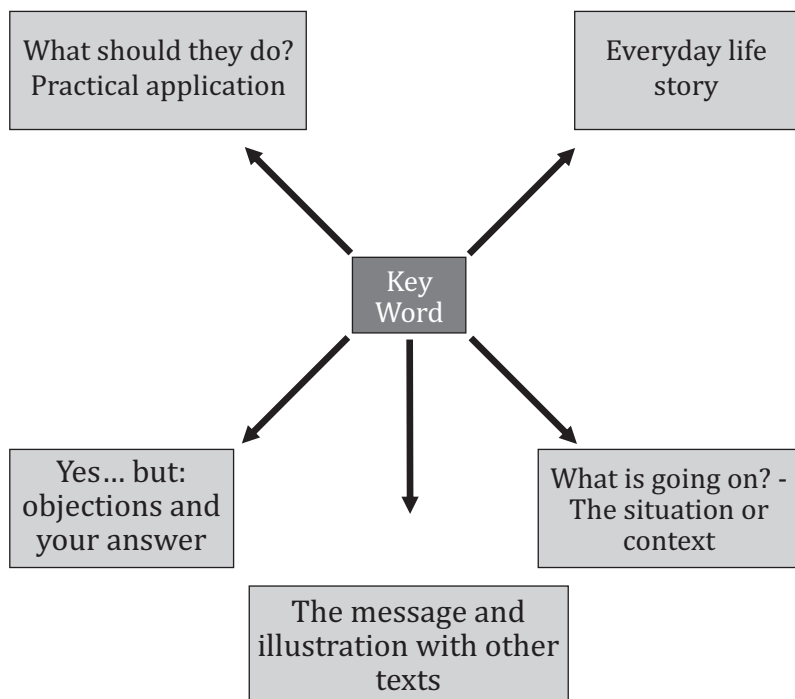 What should they do?
Practical application
Everyday life
story
Key
Word
Yes… but:
objections and
your answer
What is going on? -
The situation or
context
The message and
illustration with other
texts